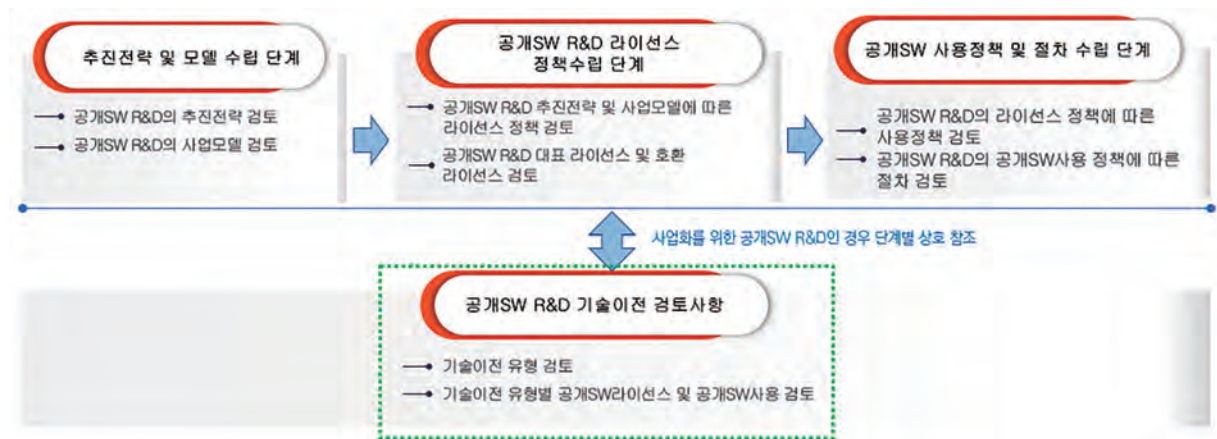 추진전략 및 모델 수립 단계
공개SW R&D의 추진전략 검토
공개SW R&D의 사업모델 검토
공개SW R&D 라이선스
정책수립 단계
공개SW R&D 추진전략 및 사업모델에 따른
라이선스 정책 검토
공개SW R&D 대표 라이선스 및 호환
라이선스 검토
공개SW 사용정책 및 절차 수립 단계
공개SW R&D의 라이선스 정책에 따른
사용정책 검토
공개SW R&D의 공개SW사용 정책에 따른
절차 검토
사업화를 위한 공개SW R&D인 경우 단계별 상호 참조
공개SW R&D 기술이전 검토사항
기술이전 유형 검토
기술이전 유형별 공개SW라이선스 및 공개SW사용 검토